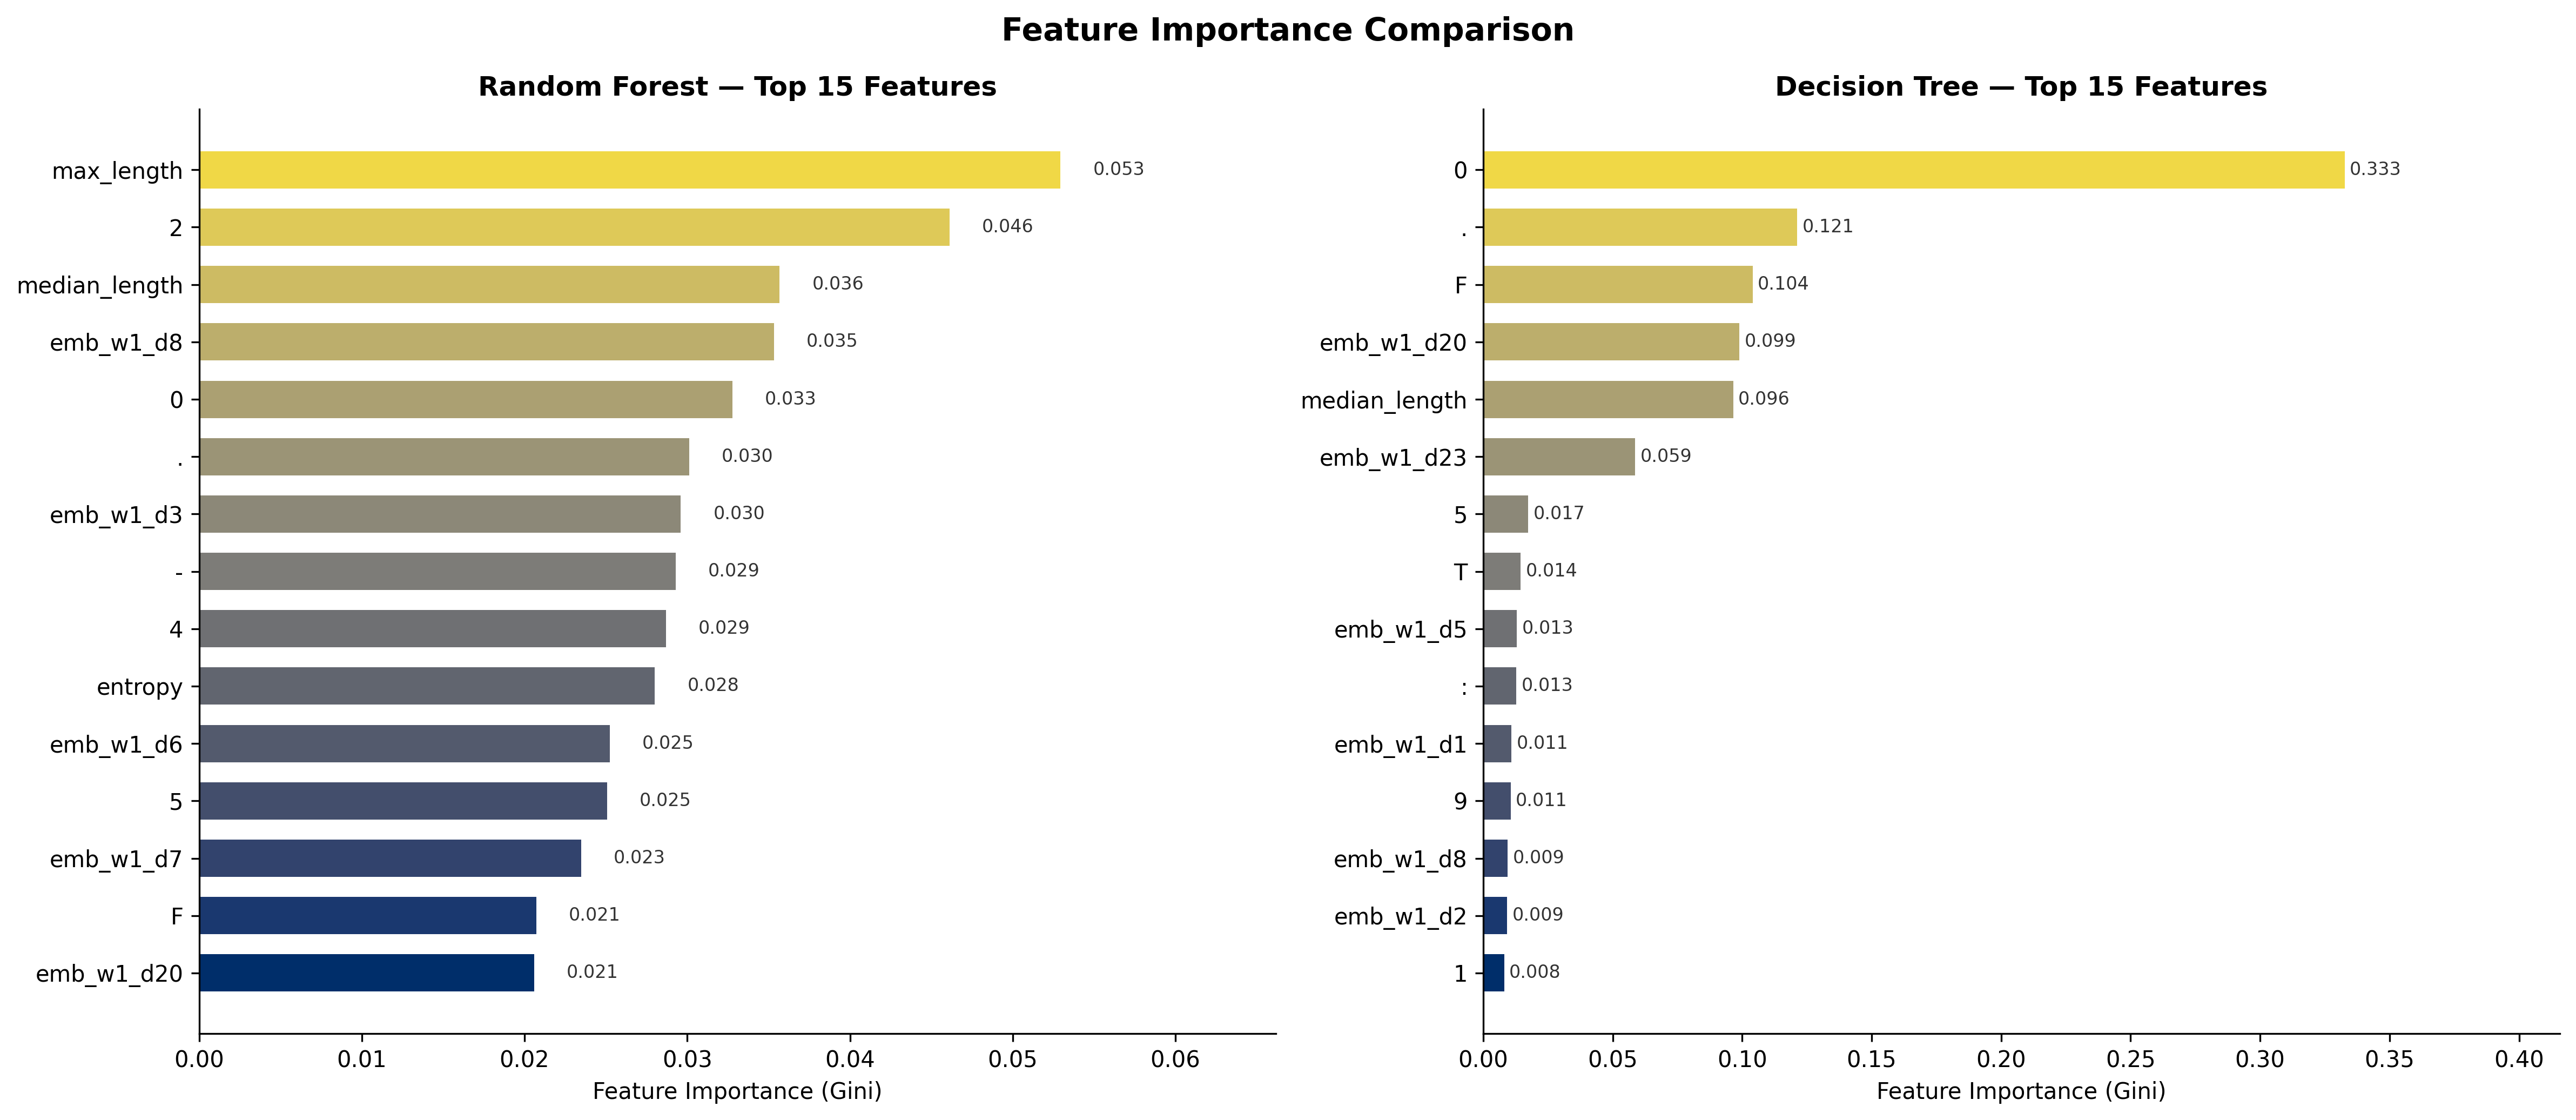 Feature Importance Comparison
Random Forest — Top 15 Features
max_length 0.053
2 0.046
median_length 0.036
emb_w1_d8 0.035
0 0.033
. 0.030
emb_w1_d3 0.030
- 0.029
4 0.029
entropy 0.028
emb_w1_d6 0.025
5 0.025
emb_w1_d7 0.023
F 0.021
emb_w1_d20 0.021
0.00 0.01 0.02 0.03 0.04 0.05 0.06
Feature Importance (Gini)
Decision Tree — Top 15 Features
0 0.333
. 0.121
F 0.104
emb_w1_d20 0.099
median_length 0.096
emb_w1_d23 0.059
5 0.017
T 0.014
emb_w1_d5 0.013
: 0.013
emb_w1_d1 0.011
9 0.011
emb_w1_d8 0.009
emb_w1_d2 0.009
1 0.008
0.00 0.05 0.10 0.15 0.20 0.25 0.30 0.35 0.40
Feature Importance (Gini)